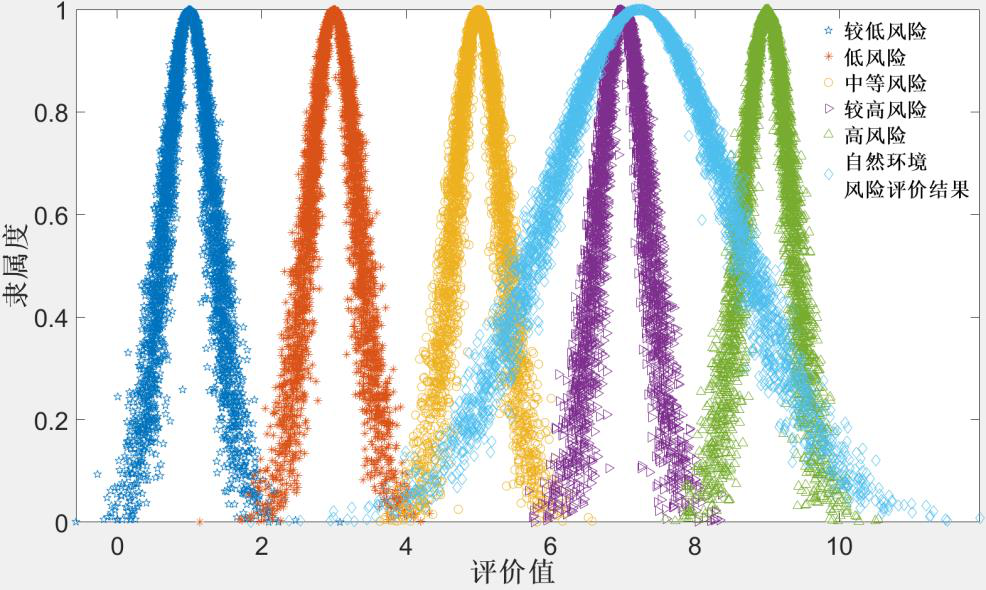 1
0.8
0.6
0.4
0.2
0
0 2 4 6 8 10
隶属度
评价值
较低风险
低风险
中等风险
较高风险
高风险
自然环境
风险评价结果